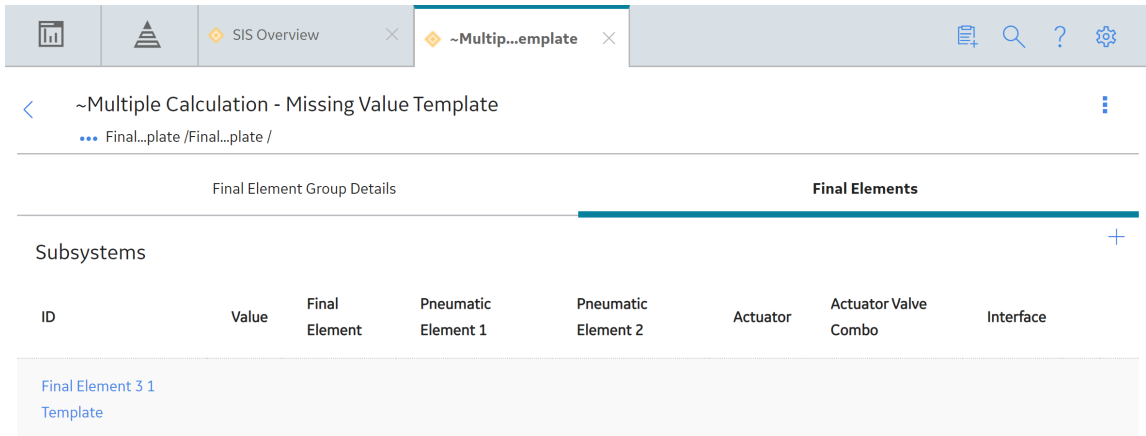 SIS Overview
~Multip...emplate
~Multiple Calculation - Missing Value Template
Final...plate /Final...plate /
Final Element Group Details
Final Elements
Subsystems
ID
Value
Final
Element
Pneumatic
Element 1
Pneumatic
Element 2
Actuator
Actuator Valve
Combo
Interface
Final Element 3 1
Template